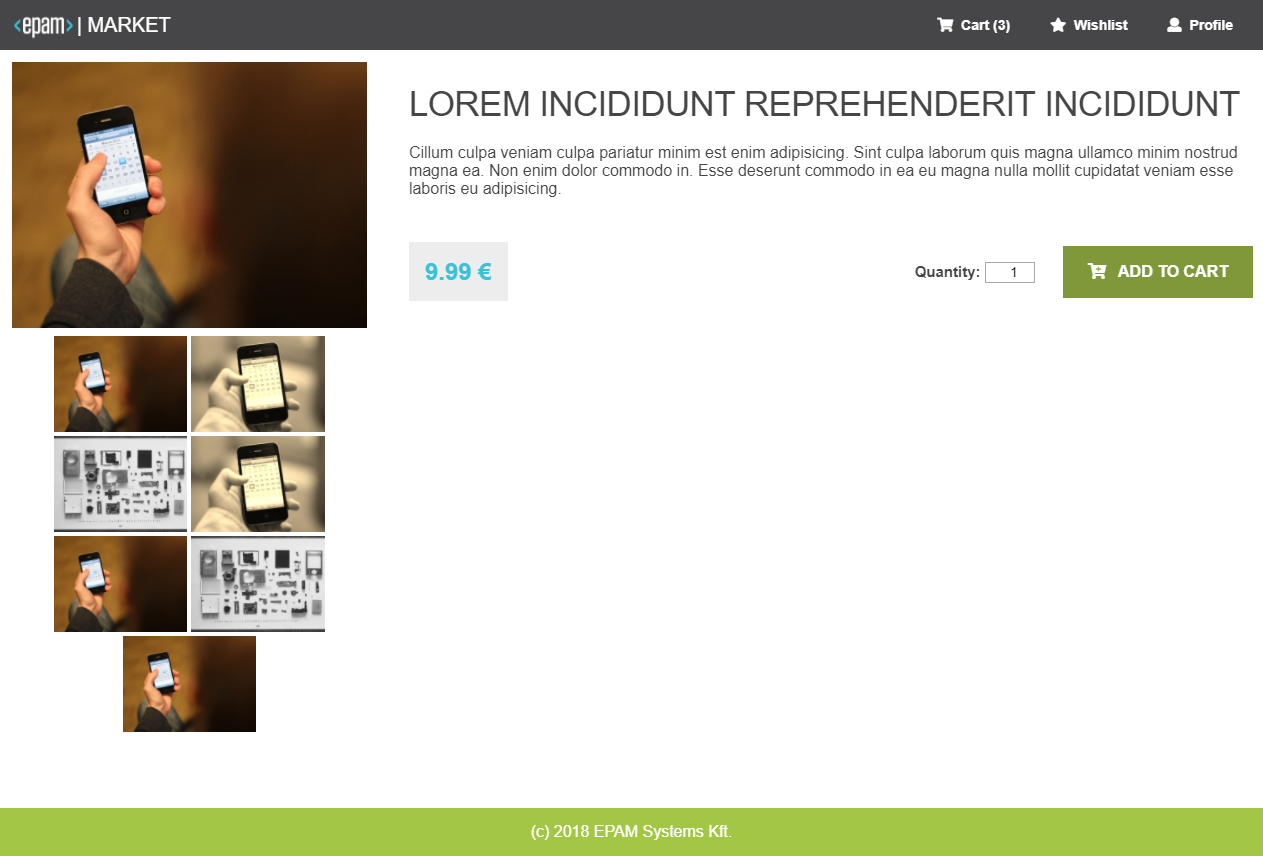 <epam> | MARKET
Cart (3) Wishlist Profile
LOREM INCIDIDUNT REPREHENDERIT INCIDIDUNT
Cillum culpa veniam culpa pariatur minim est enim adipisicing. Sint culpa laborum quis magna ullamco minim nostrud
magna ea. Non enim dolor commodo in. Esse deserunt commodo in ea eu magna nulla mollit cupidatat veniam esse
laboris eu adipisicing.
9.99 €
Quantity: 1
ADD TO CART
(c) 2018 EPAM Systems Kft.